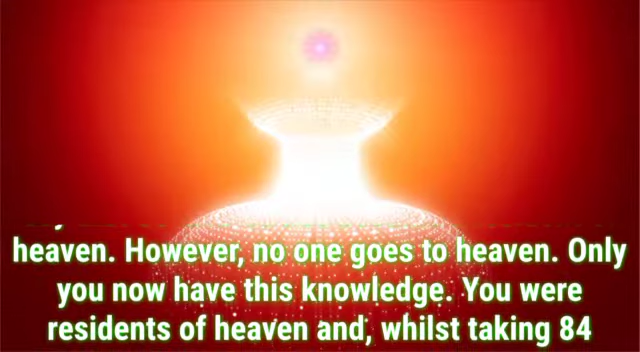 heaven. However, no one goes to heaven. Only
you now have this knowledge. You were
residents of heaven and, whilst taking 84